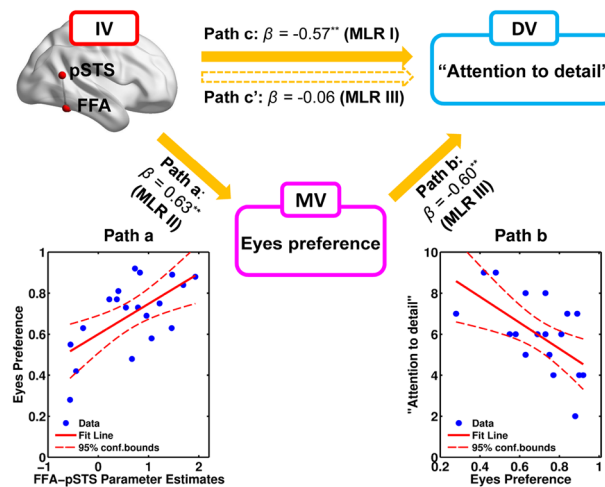 IV
DV
pSTS
FFA
Path c: β = -0.57** (MLR I)
Path c’: β = -0.06 (MLR III)
“Attention to detail”
Path a:
β = 0.63**
(MLR II)
Path b:
β = -0.60**
(MLR III)
MV
Eyes preference
Path a
Eyes Preference
1
0.8
0.6
0.4
0.2
0
Data
Fit Line
95% conf.bounds
−1 0 1 2
FFA−pSTS Parameter Estimates
Path b
"Attention to detail"
10
8
6
4
2
0
Data
Fit Line
95% conf.bounds
0.2 0.4 0.6 0.8 1
Eyes Preference